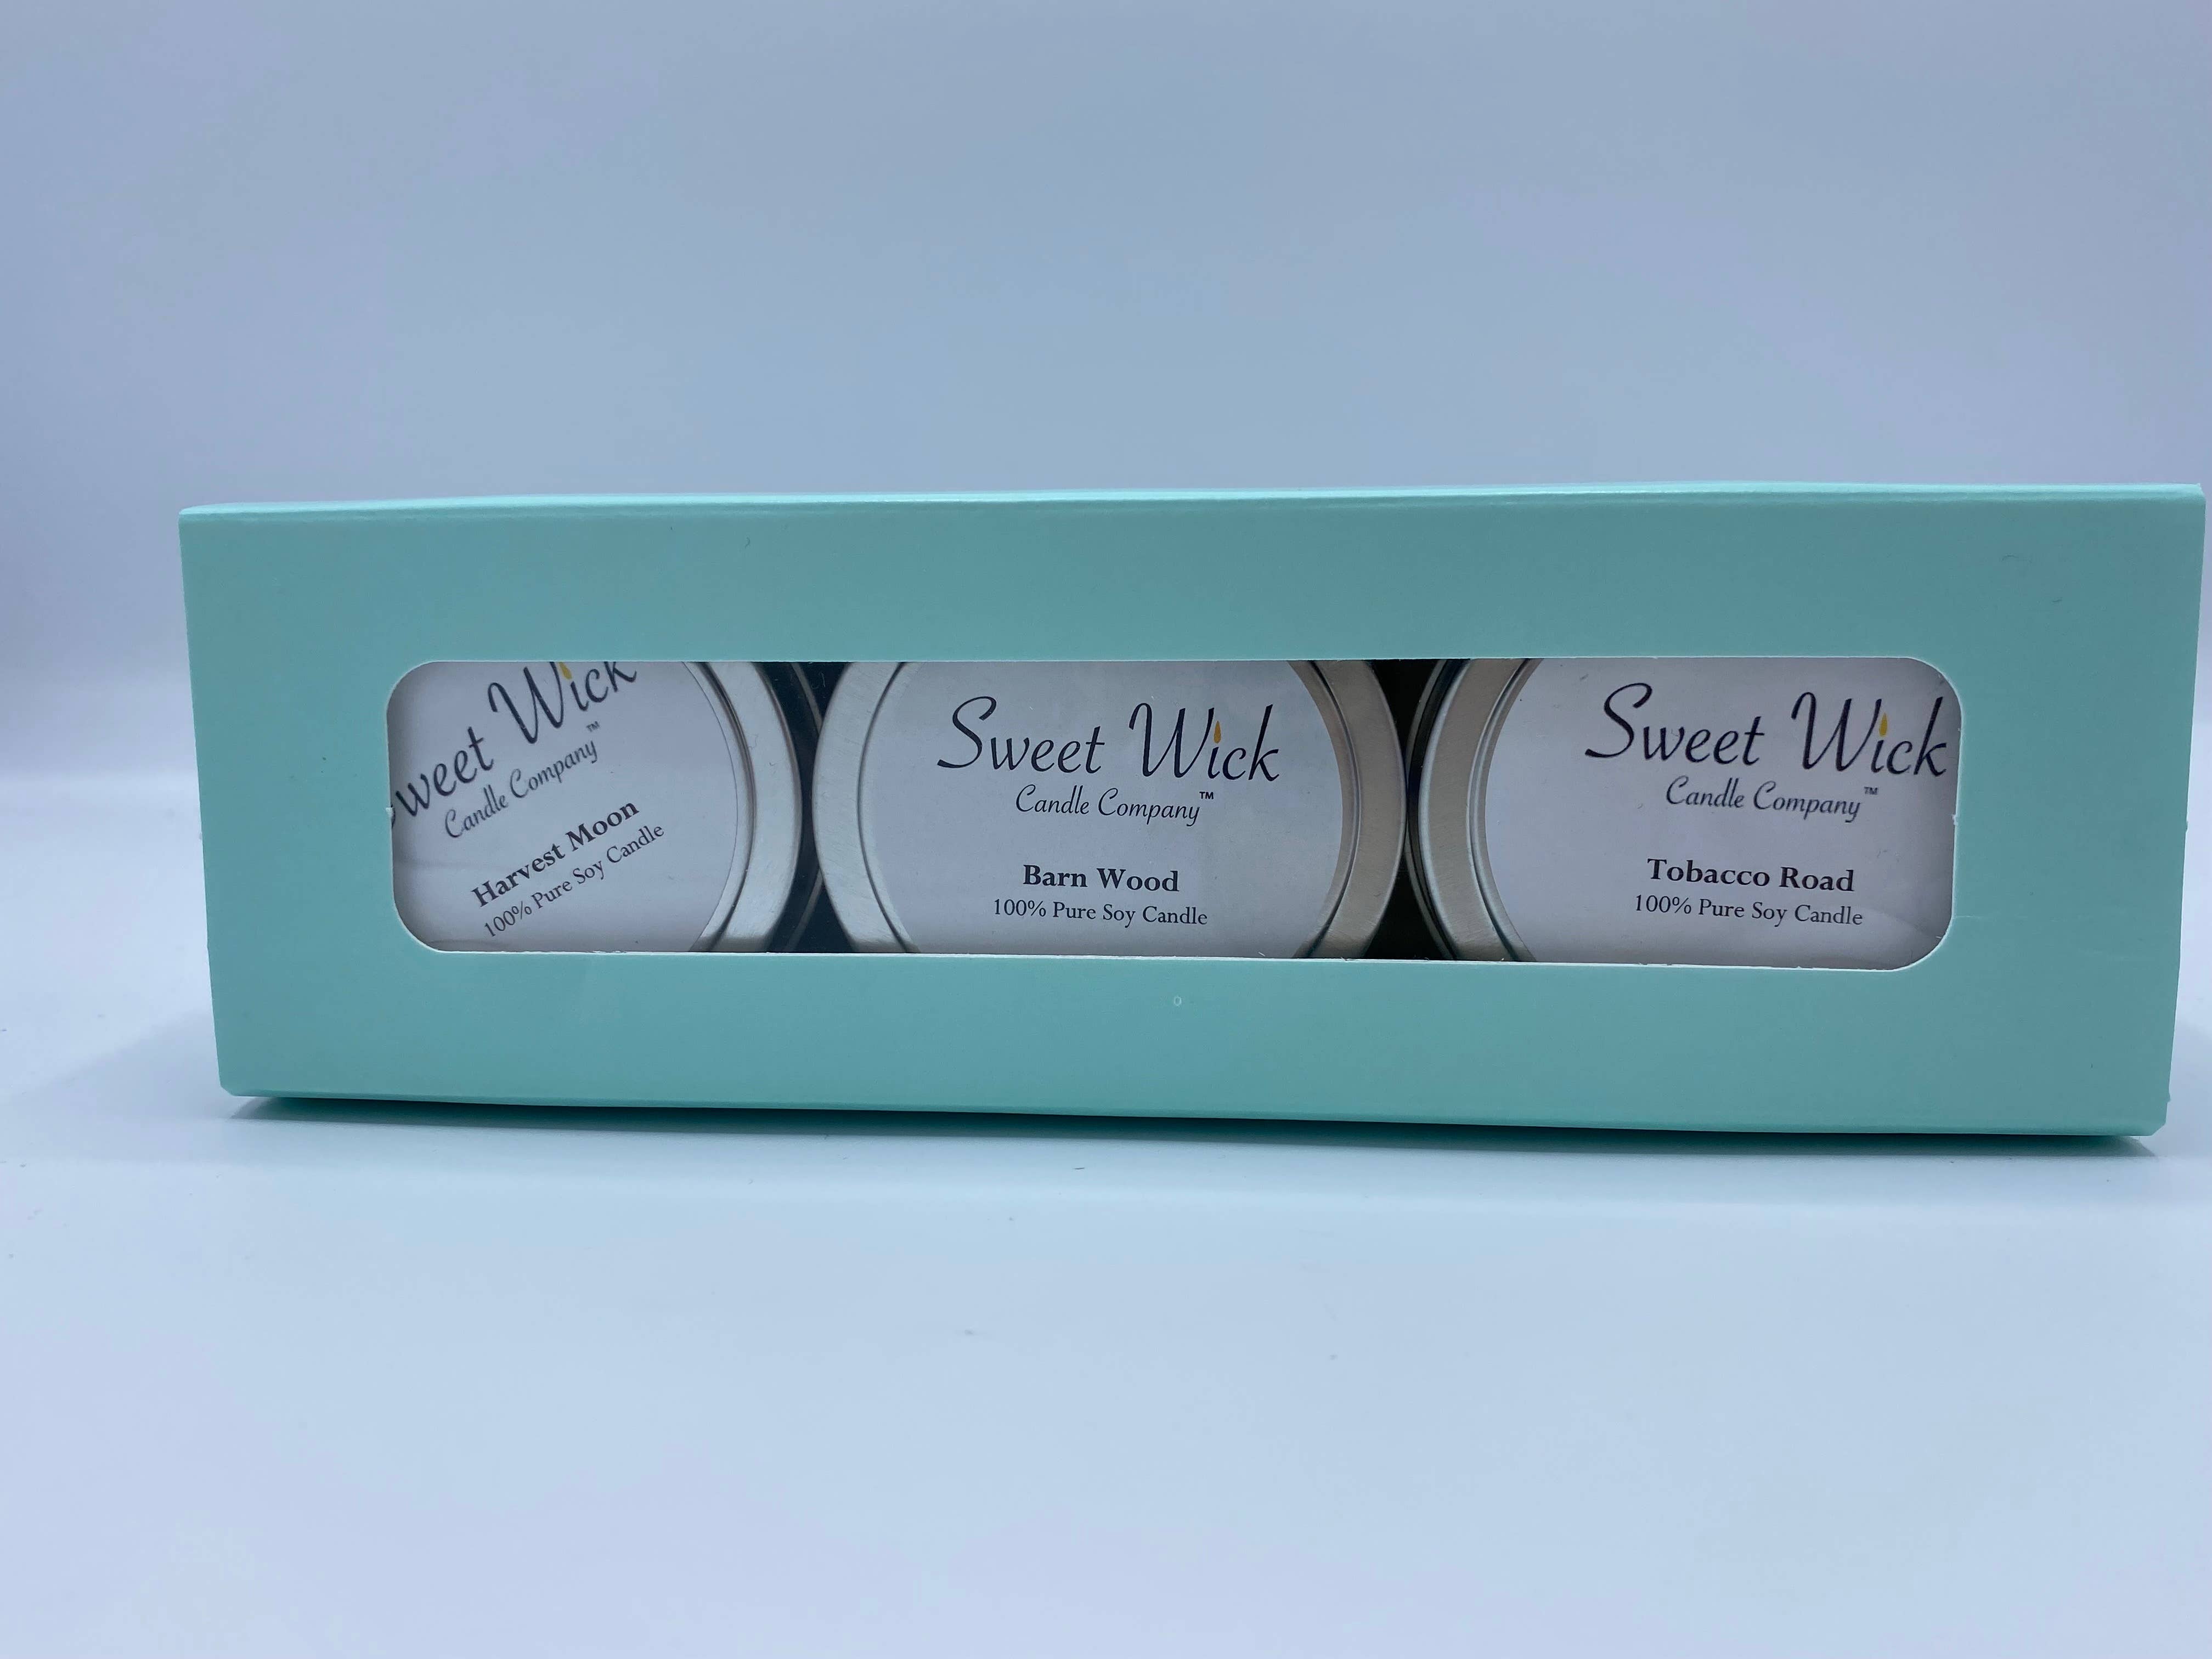 Sweet Wick
Candle Company™
Harvest Moon
100% Pure Soy Candle
Sweet Wick
Candle Company™
Barn Wood
100% Pure Soy Candle
Sweet Wick
Candle Company™
Tobacco Road
100% Pure Soy Candle